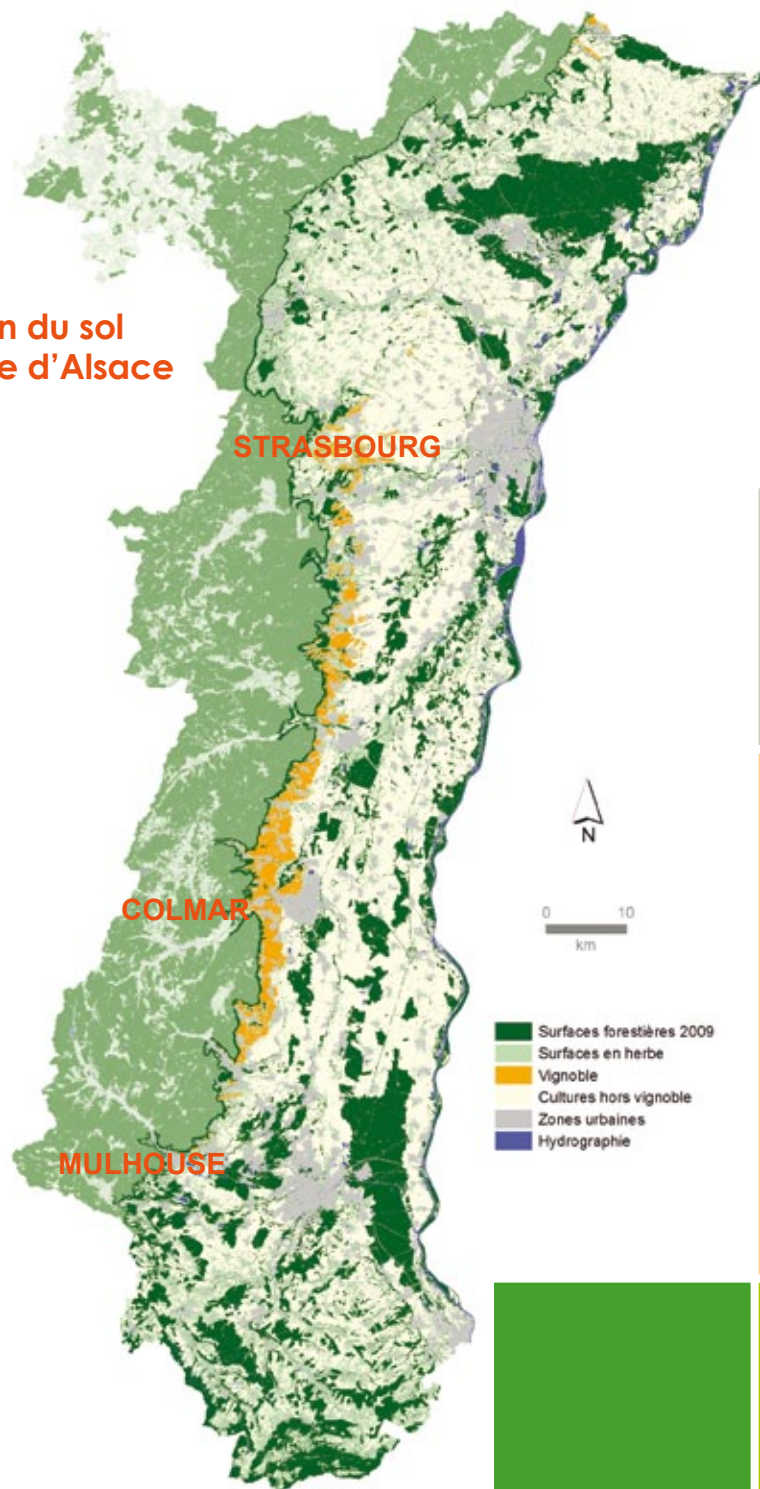 n du sol
e d'Alsace
STRASBOURG
COLMAR
MULHOUSE
N
0 10
km
Surfaces forestières 2009
Surfaces en herbe
Vignoble
Cultures hors vignoble
Zones urbaines
Hydrographie